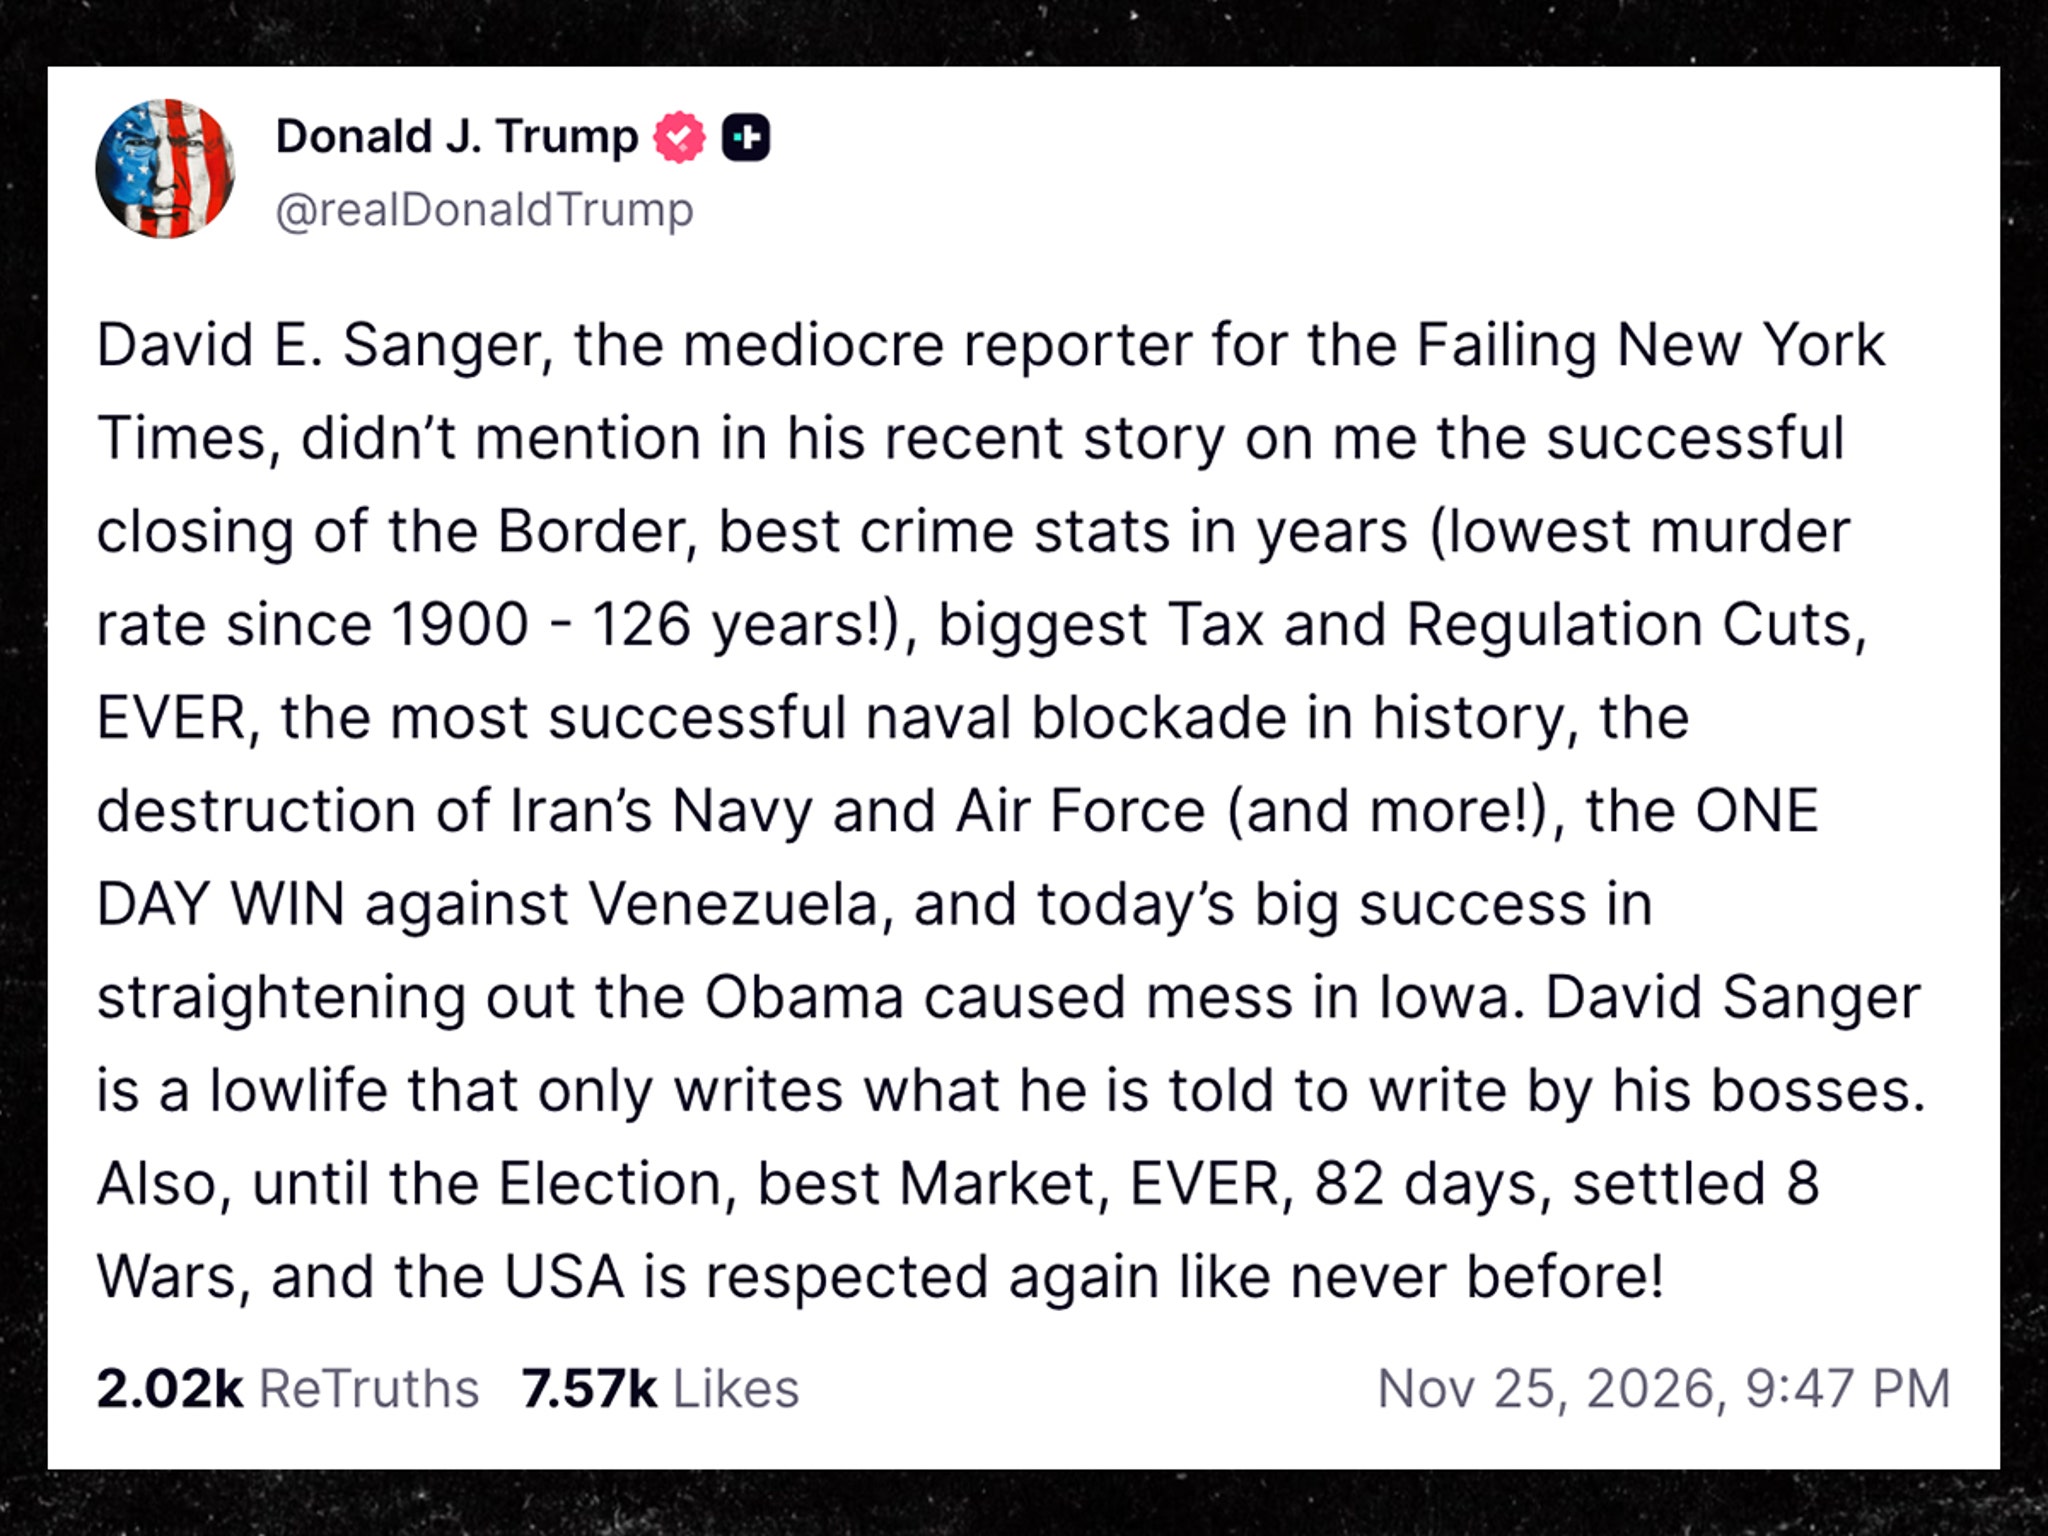 Donald J. Trump
@realDonaldTrump
David E. Sanger, the mediocre reporter for the Failing New York
Times, didn’t mention in his recent story on me the successful
closing of the Border, best crime stats in years (lowest murder
rate since 1900 - 126 years!), biggest Tax and Regulation Cuts,
EVER, the most successful naval blockade in history, the
destruction of Iran’s Navy and Air Force (and more!), the ONE
DAY WIN against Venezuela, and today’s big success in
straightening out the Obama caused mess in Iowa. David Sanger
is a lowlife that only writes what he is told to write by his bosses.
Also, until the Election, best Market, EVER, 82 days, settled 8
Wars, and the USA is respected again like never before!
2.02k ReTruths 7.57k Likes Nov 25, 2026, 9:47 PM